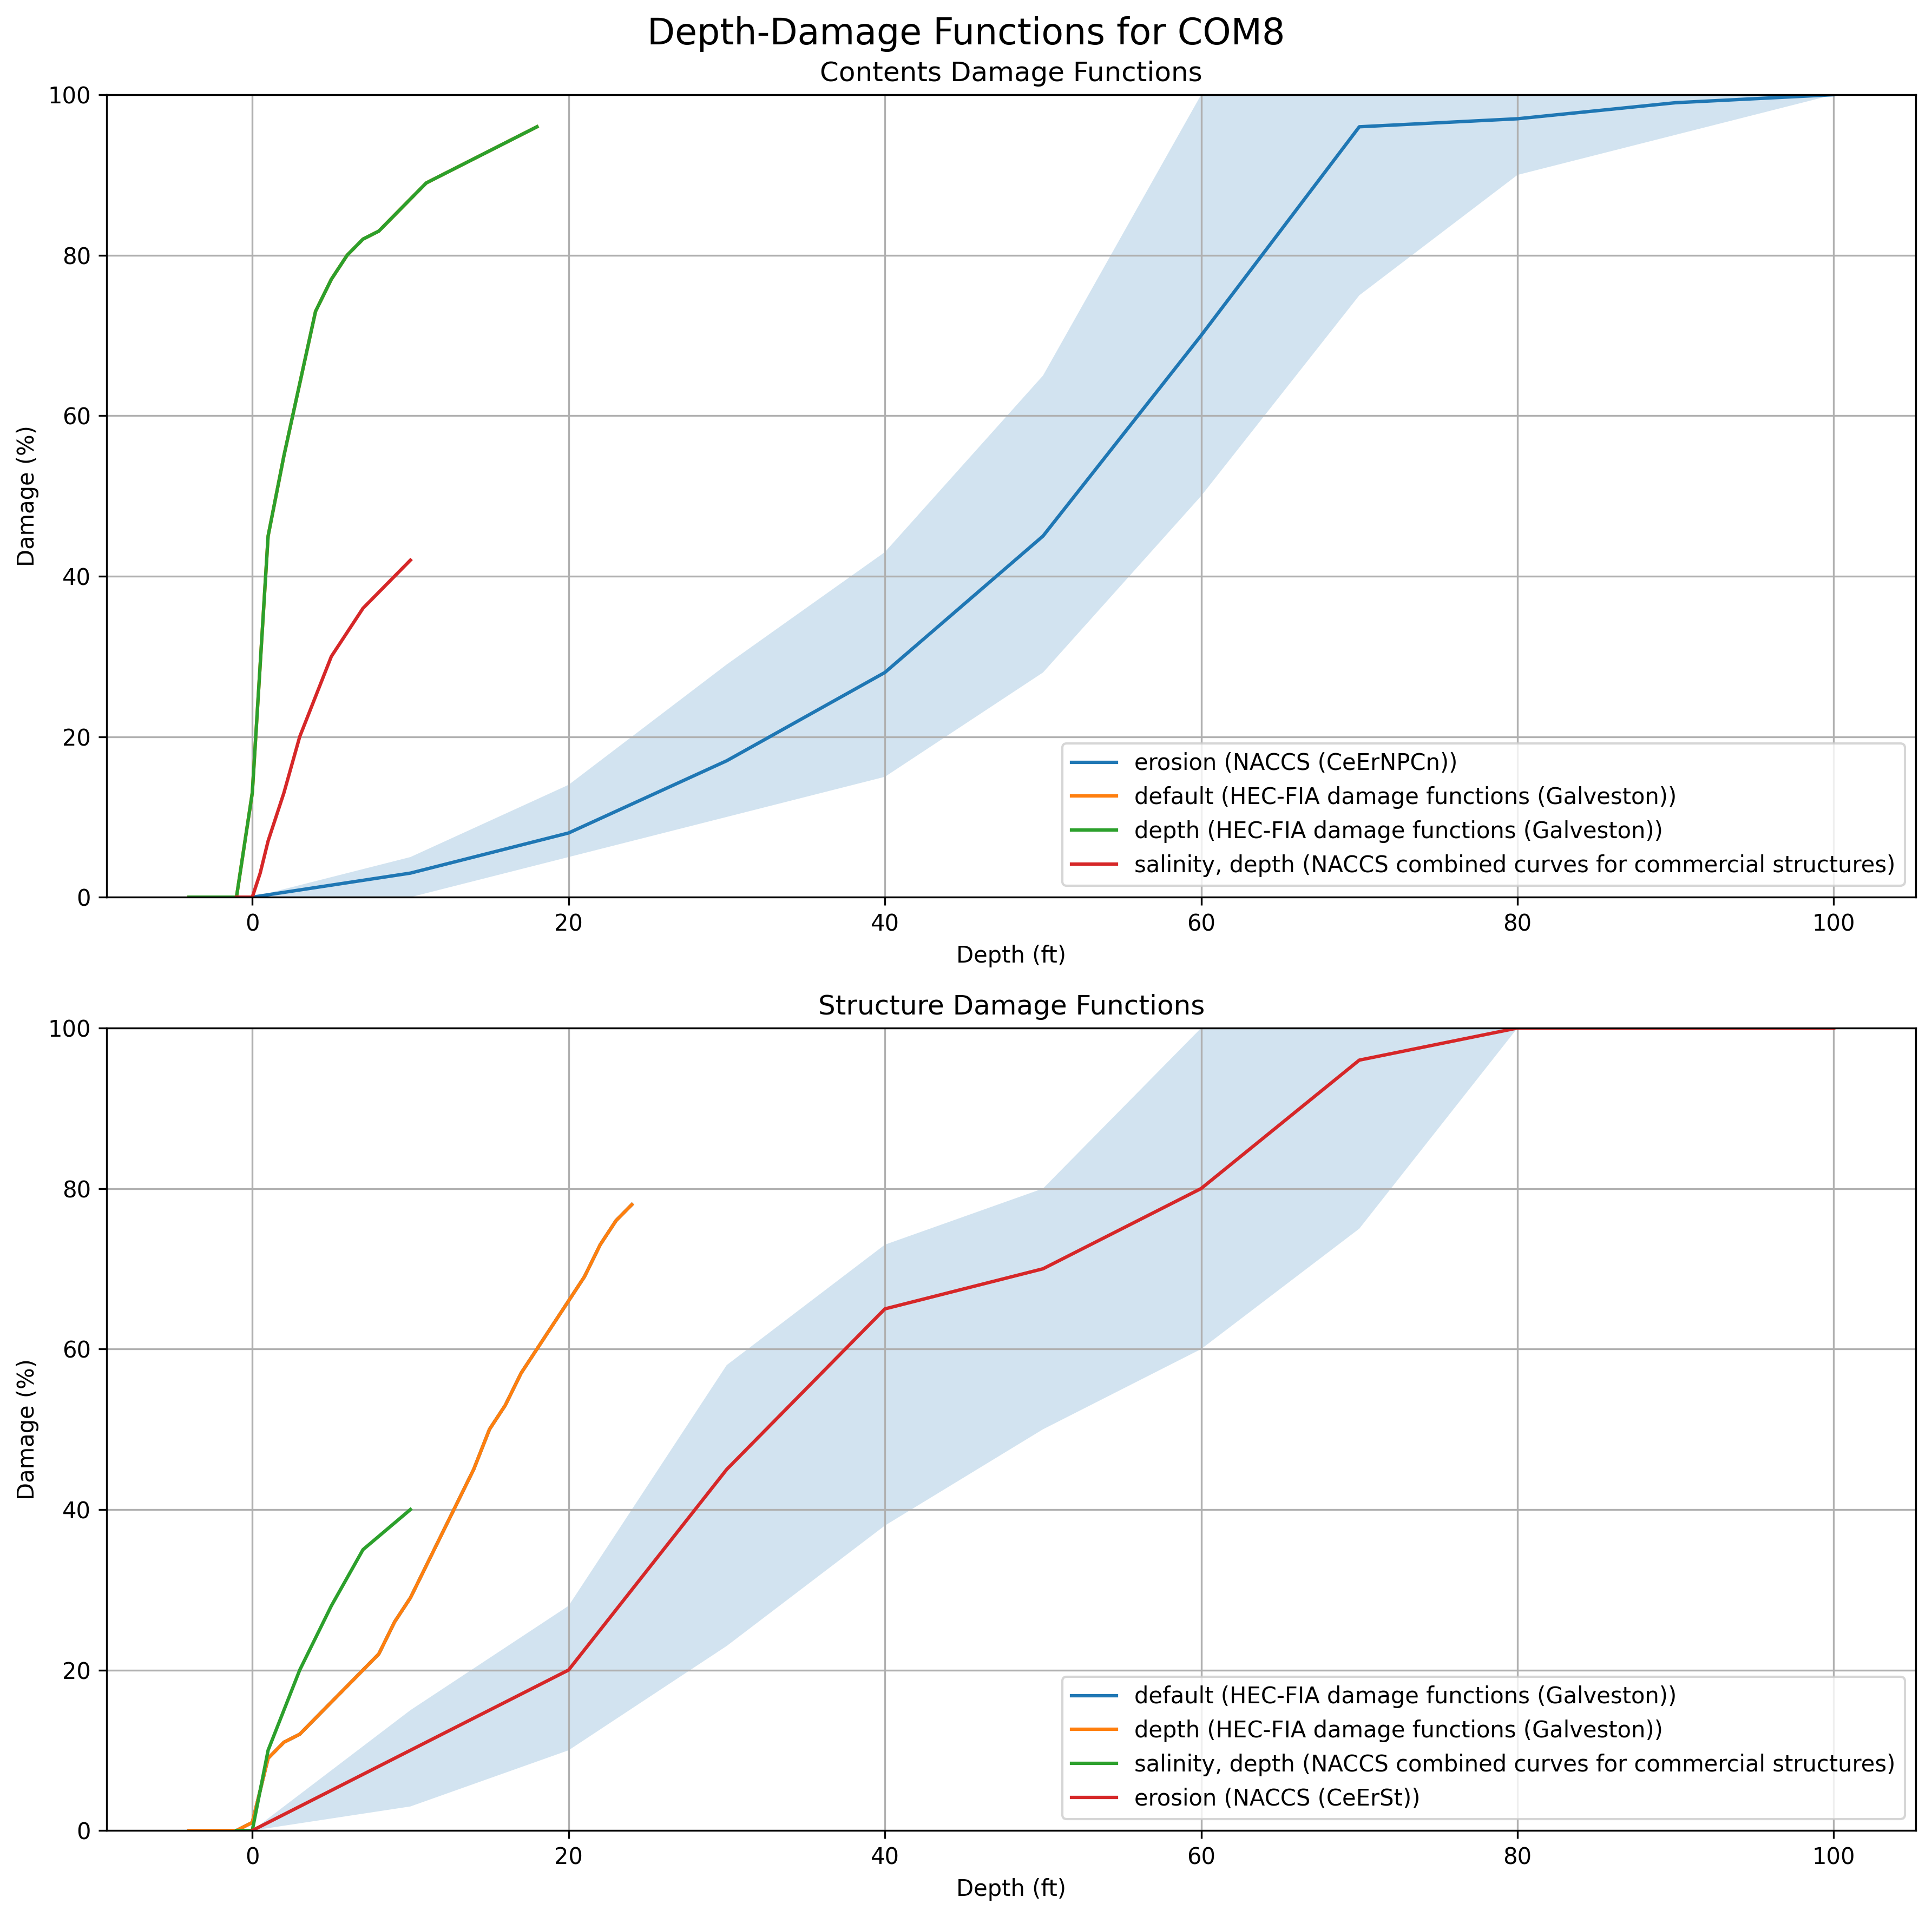 Depth-Damage Functions for COM8
Contents Damage Functions
100
80
60
40
20
0
Damage (%)
0 20 40 60 80 100
Depth (ft)
erosion (NACCS (CeErNPCn))
default (HEC-FIA damage functions (Galveston))
depth (HEC-FIA damage functions (Galveston))
salinity, depth (NACCS combined curves for commercial structures)
Structure Damage Functions
100
80
60
40
20
0
Damage (%)
0 20 40 60 80 100
Depth (ft)
default (HEC-FIA damage functions (Galveston))
depth (HEC-FIA damage functions (Galveston))
salinity, depth (NACCS combined curves for commercial structures)
erosion (NACCS (CeErSt))